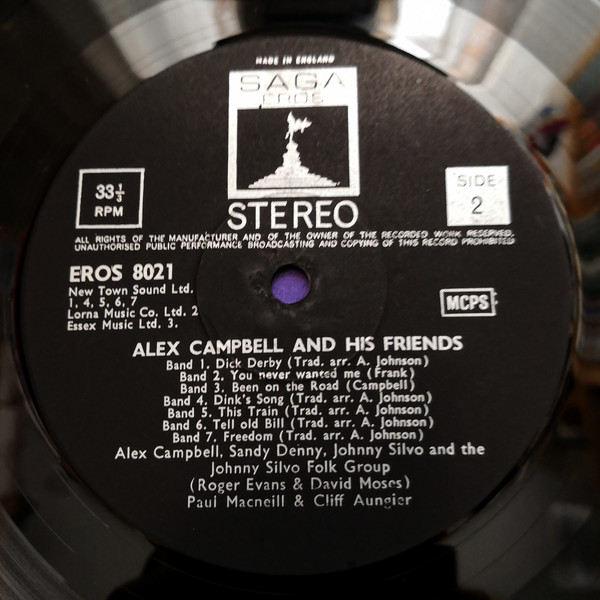 MADE IN ENGLAND
SAGA
EROS
33⅓
RPM
SIDE
2
STEREO
ALL RIGHTS OF THE MANUFACTURER AND OF THE OWNER OF THE RECORDED WORK RESERVED.
UNAUTHORISED PUBLIC PERFORMANCE BROADCASTING AND COPYING OF THIS RECORD PROHIBITED
EROS 8021
New Town Sound Ltd.
1, 4, 5, 6, 7
Lorna Music Co. Ltd. 2
Essex Music Ltd. 3.
MCPS
ALEX CAMPBELL AND HIS FRIENDS
Band 1. Dick Derby (Trad. arr. A. Johnson)
Band 2. You never wanted me (Frank)
Band 3. Been on the Road (Campbell)
Band 4. Dink's Song (Trad. arr. A. Johnson)
Band 5. This Train (Trad. arr. A. Johnson)
Band 6. Tell old Bill (Trad. arr. A. Johnson)
Band 7. Freedom (Trad. arr. A. Johnson)
Alex Campbell, Sandy Denny, Johnny Silvo and the
Johnny Silvo Folk Group
(Roger Evans & David Moses)
Paul Macneill & Cliff Aungier